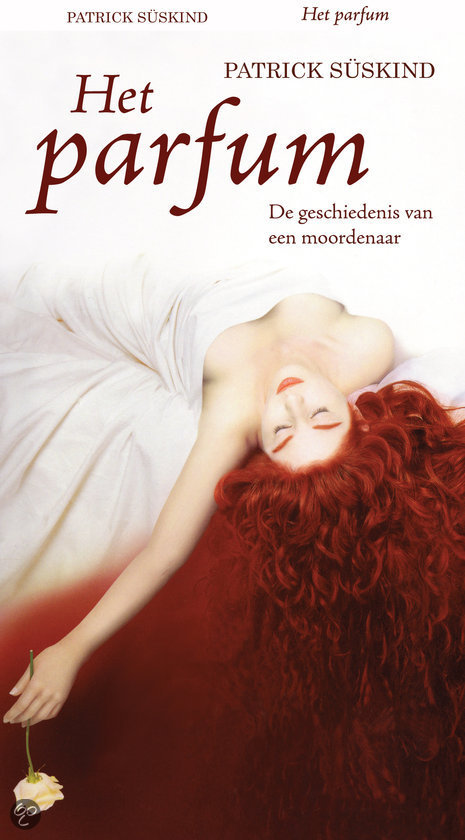 PATRICK SÜSKIND
Het parfum
PATRICK SÜSKIND
Het
parfum
De geschiedenis van
een moordenaar